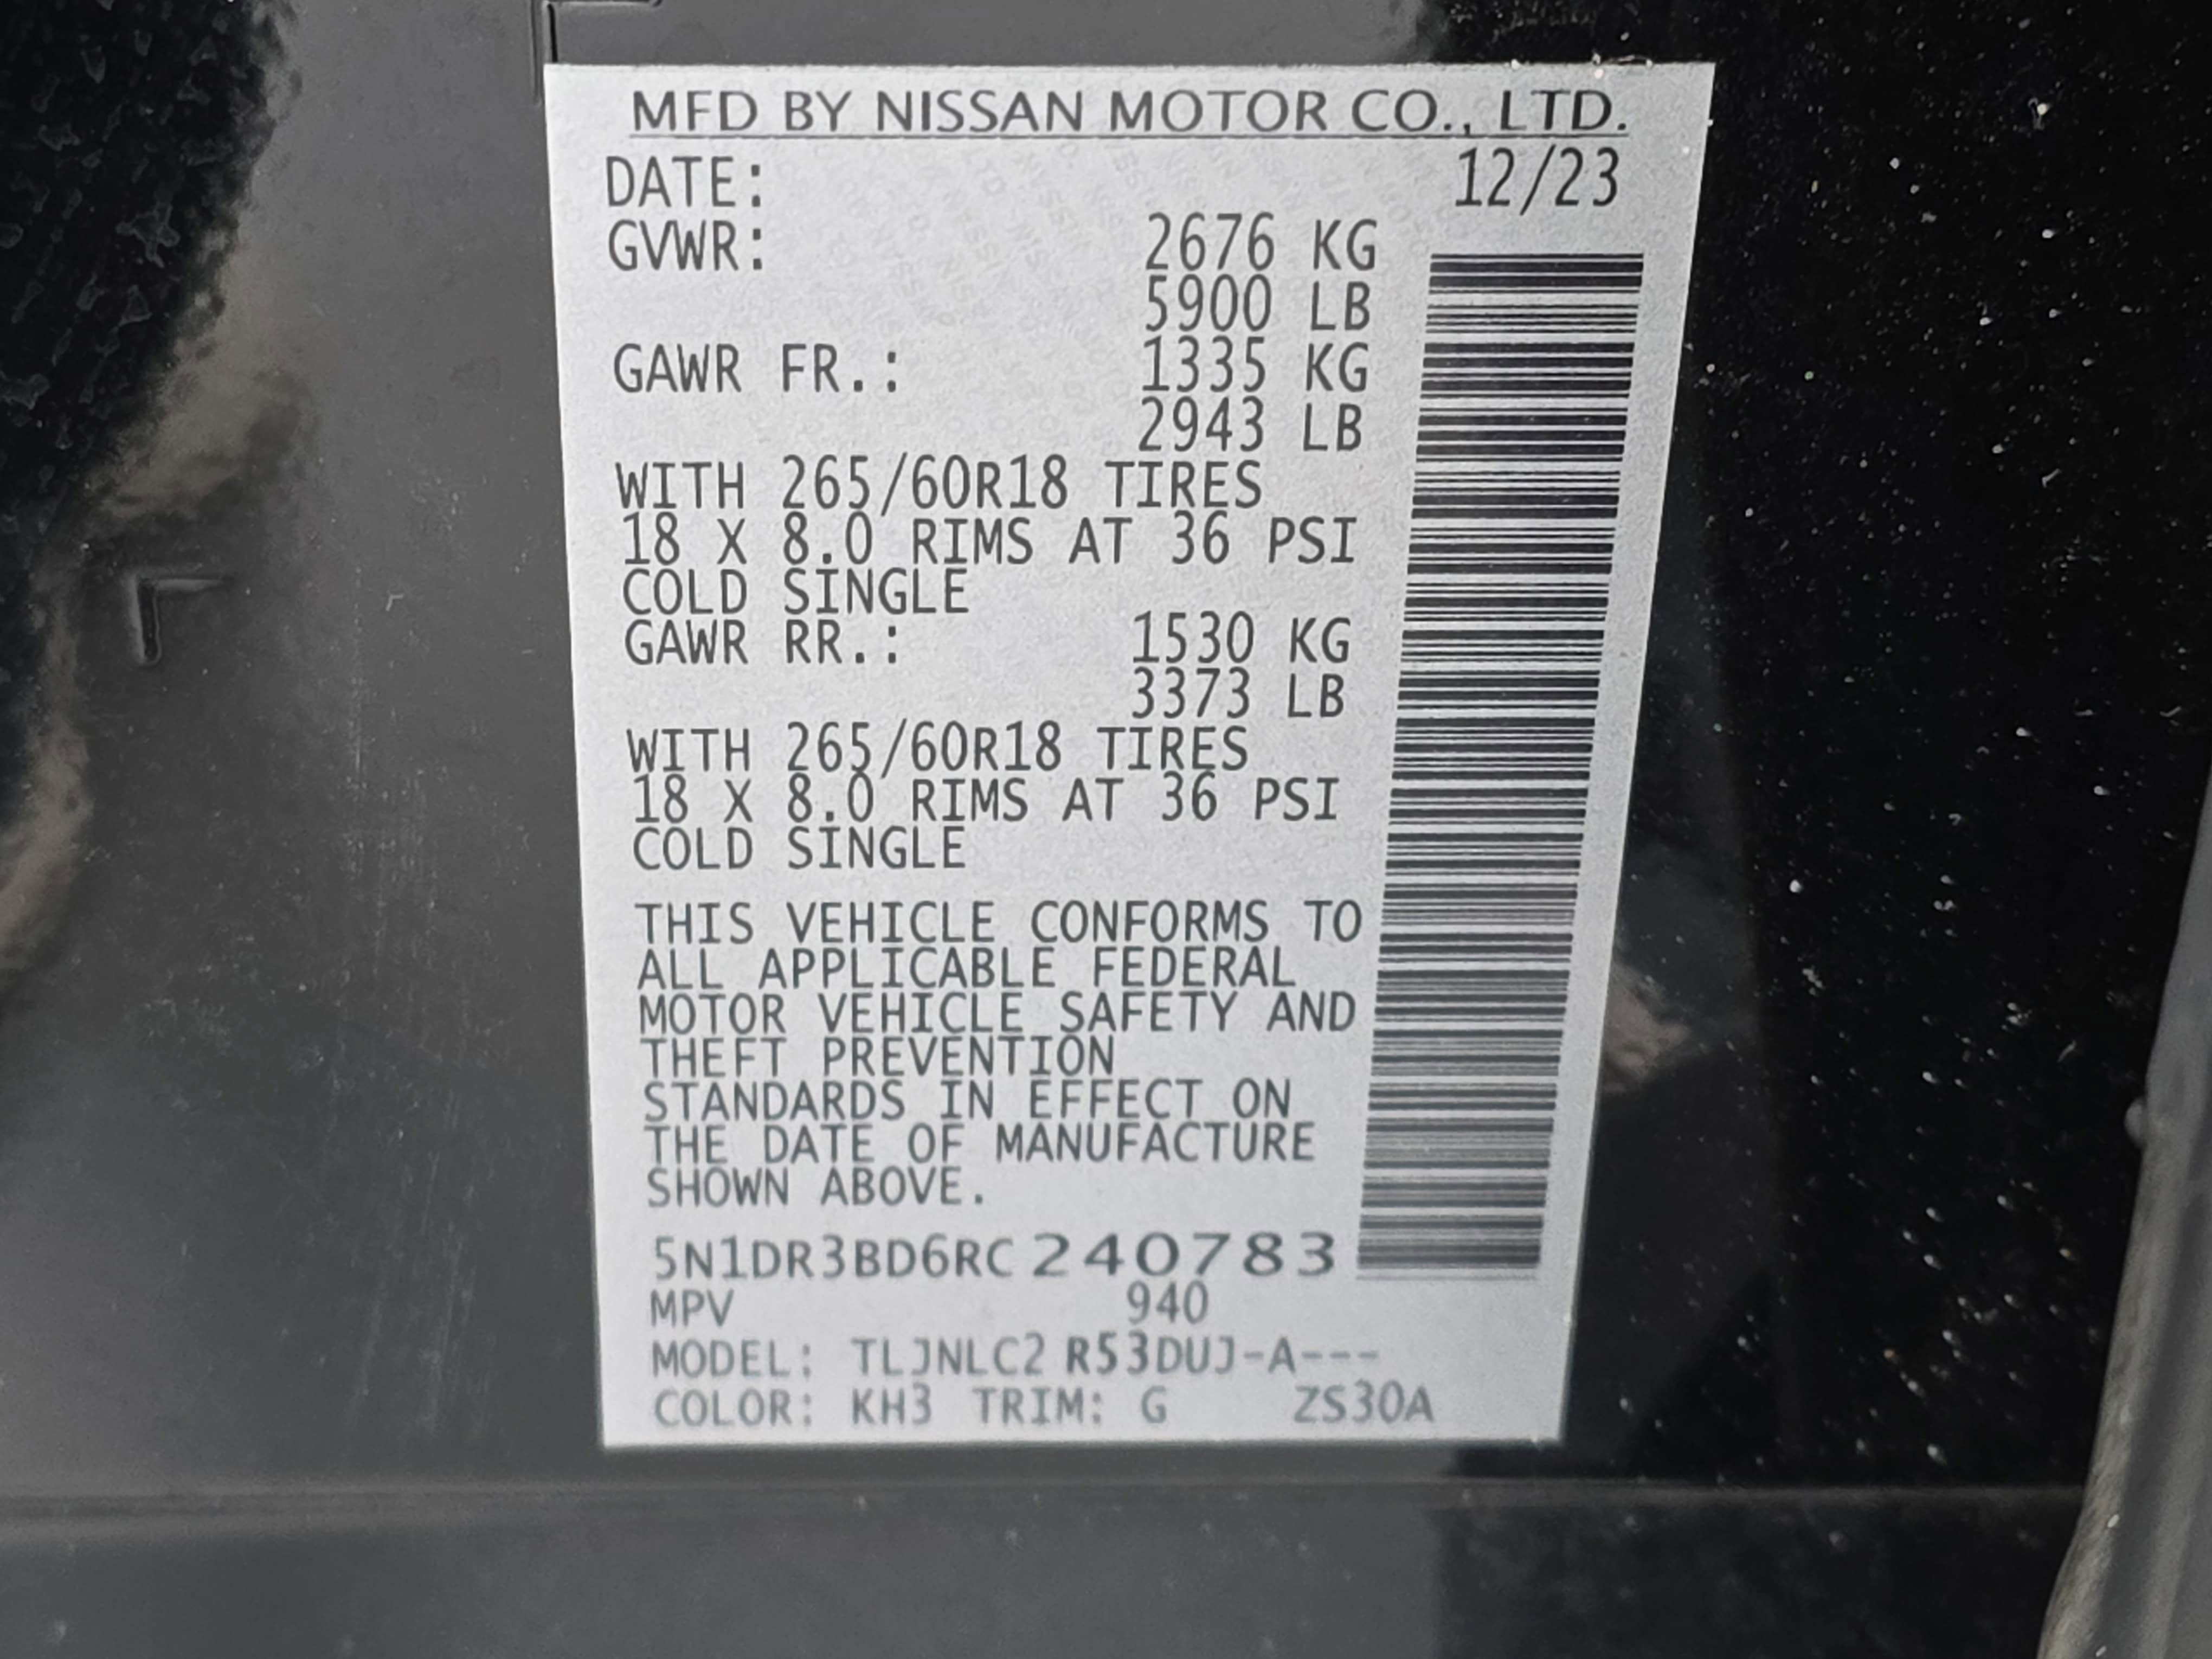 MFD BY NISSAN MOTOR CO., LTD.
DATE: 12/23
GVWR: 2676 KG
5900 LB
GAWR FR.: 1335 KG
2943 LB
WITH 265/60R18 TIRES
18 X 8.0 RIMS AT 36 PSI
COLD SINGLE
GAWR RR.: 1530 KG
3373 LB
WITH 265/60R18 TIRES
18 X 8.0 RIMS AT 36 PSI
COLD SINGLE
THIS VEHICLE CONFORMS TO
ALL APPLICABLE FEDERAL
MOTOR VEHICLE SAFETY AND
THEFT PREVENTION
STANDARDS IN EFFECT ON
THE DATE OF MANUFACTURE
SHOWN ABOVE.
5N1DR3BD6RC240783
MPV 940
MODEL: TLJNLC2 R53DUJ-A---
COLOR: KH3 TRIM: G ZS30A